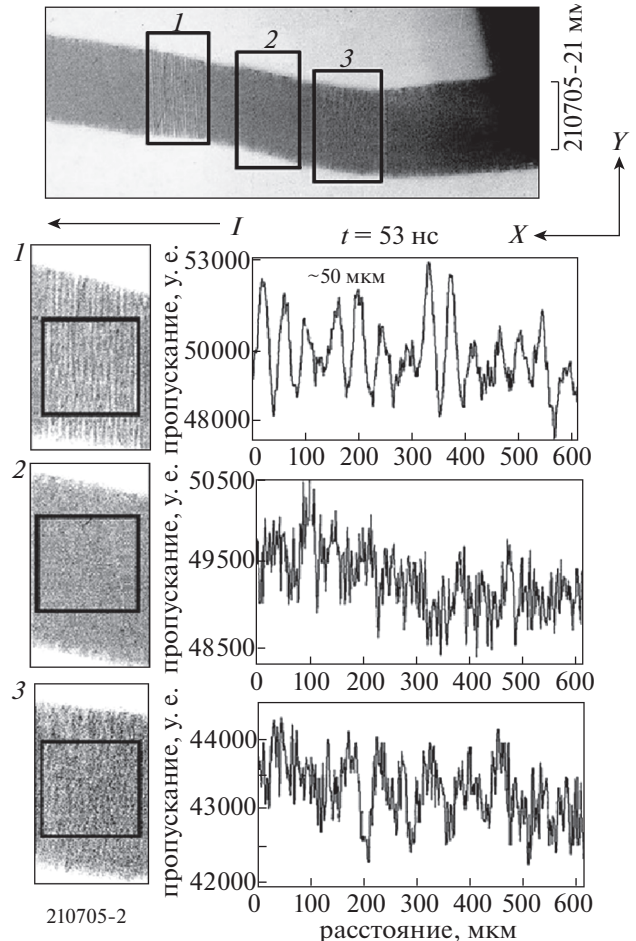 1
2
3
210705-2
1 мм
Y
X
I
t = 53 нс
1
пропускание, у. е.
53000
50000
48000
~50 мкм
0 100 200 300 400 500 600
2
пропускание, у. е.
50500
49500
48500
0 100 200 300 400 500 600
3
пропускание, у. е.
44000
43000
42000
0 100 200 300 400 500 600
210705-2
расстояние, мкм